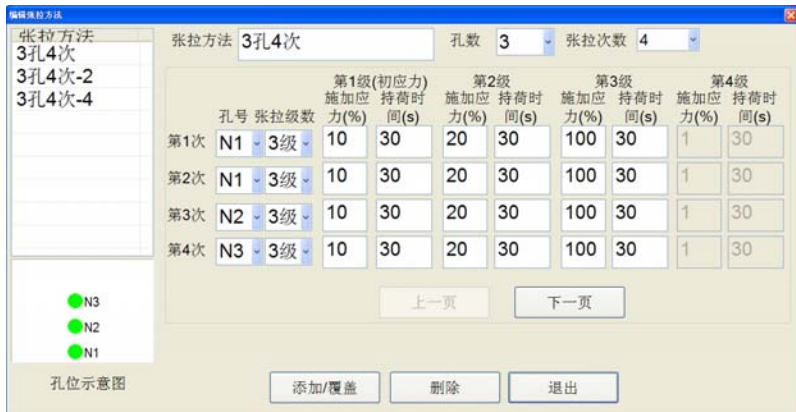 编辑张拉方法
张拉方法
3孔4次
3孔4次-2
3孔4次-4
张拉方法 3孔4次 孔数 3 张拉次数 4
第1级(初应力) 第2级 第3级 第4级
施加应 持荷时 施加应 持荷时 施加应 持荷时 施加应 持荷时
孔号 张拉级数 力(%) 间(s) 力(%) 间(s) 力(%) 间(s) 力(%) 间(s)
第1次 N1 3级 10 30 20 30 100 30 1 30
第2次 N1 3级 10 30 20 30 100 30 1 30
第3次 N2 3级 10 30 20 30 100 30 1 30
第4次 N3 3级 10 30 20 30 100 30 1 30
上一页 下一页
N3
N2
N1
孔位示意图
添加/覆盖 删除 退出